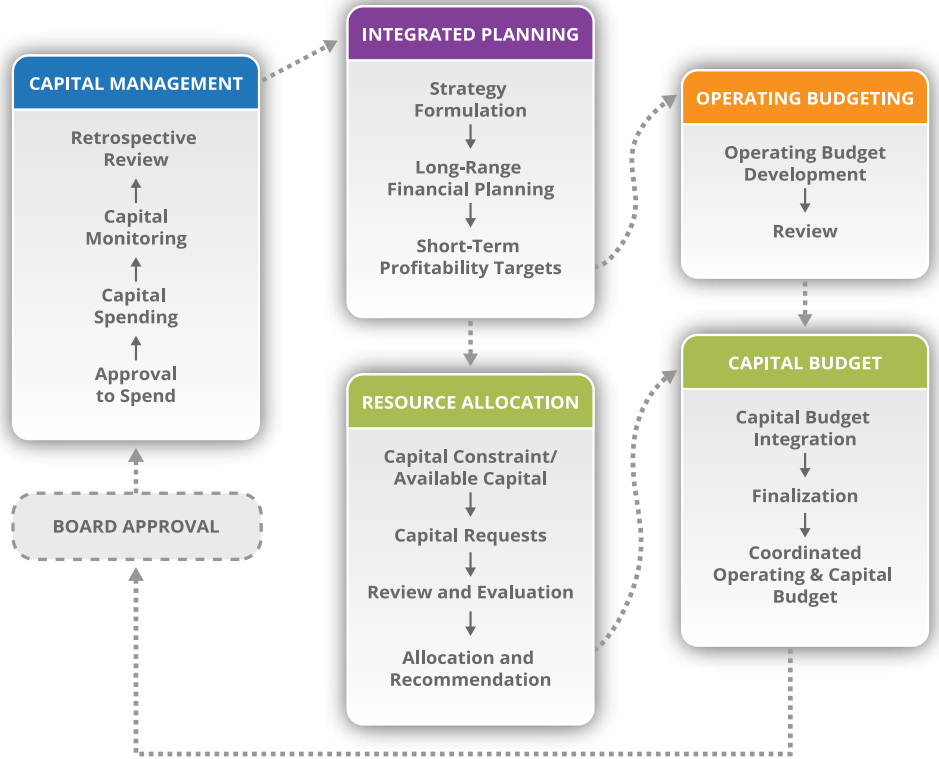 CAPITAL MANAGEMENT
Retrospective
Review
Capital
Monitoring
Capital
Spending
Approval
to Spend
BOARD APPROVAL
INTEGRATED PLANNING
Strategy
Formulation
Long-Range
Financial Planning
Short-Term
Profitability Targets
RESOURCE ALLOCATION
Capital Constraint/
Available Capital
Capital Requests
Review and Evaluation
Allocation and
Recommendation
OPERATING BUDGETING
Operating Budget
Development
Review
CAPITAL BUDGET
Capital Budget
Integration
Finalization
Coordinated
Operating & Capital
Budget